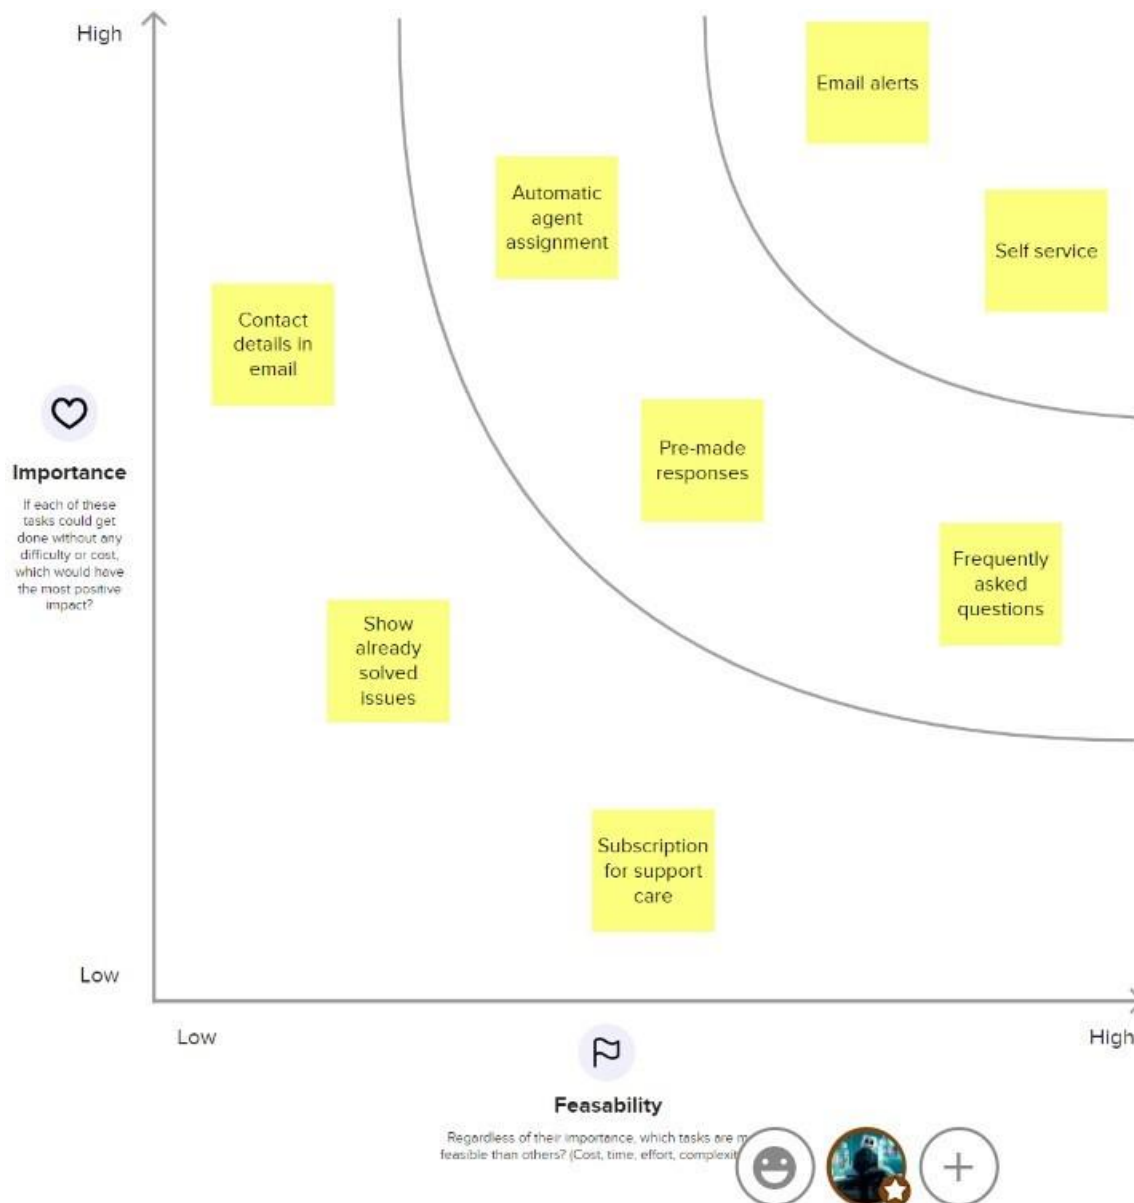 High
Email alerts
Automatic
agent
assignment
Self service
Contact
details in
email
Pre-made
responses
Importance
If each of these
tasks could get
done without any
difficulty or cost,
which would have
the most positive
impact?
Frequently
asked
questions
Show
already
solved
issues
Subscription
for support
care
Low
Low
High
Feasability
Regardless of their importance, which tasks are
feasible than others? (Cost, time, effort,